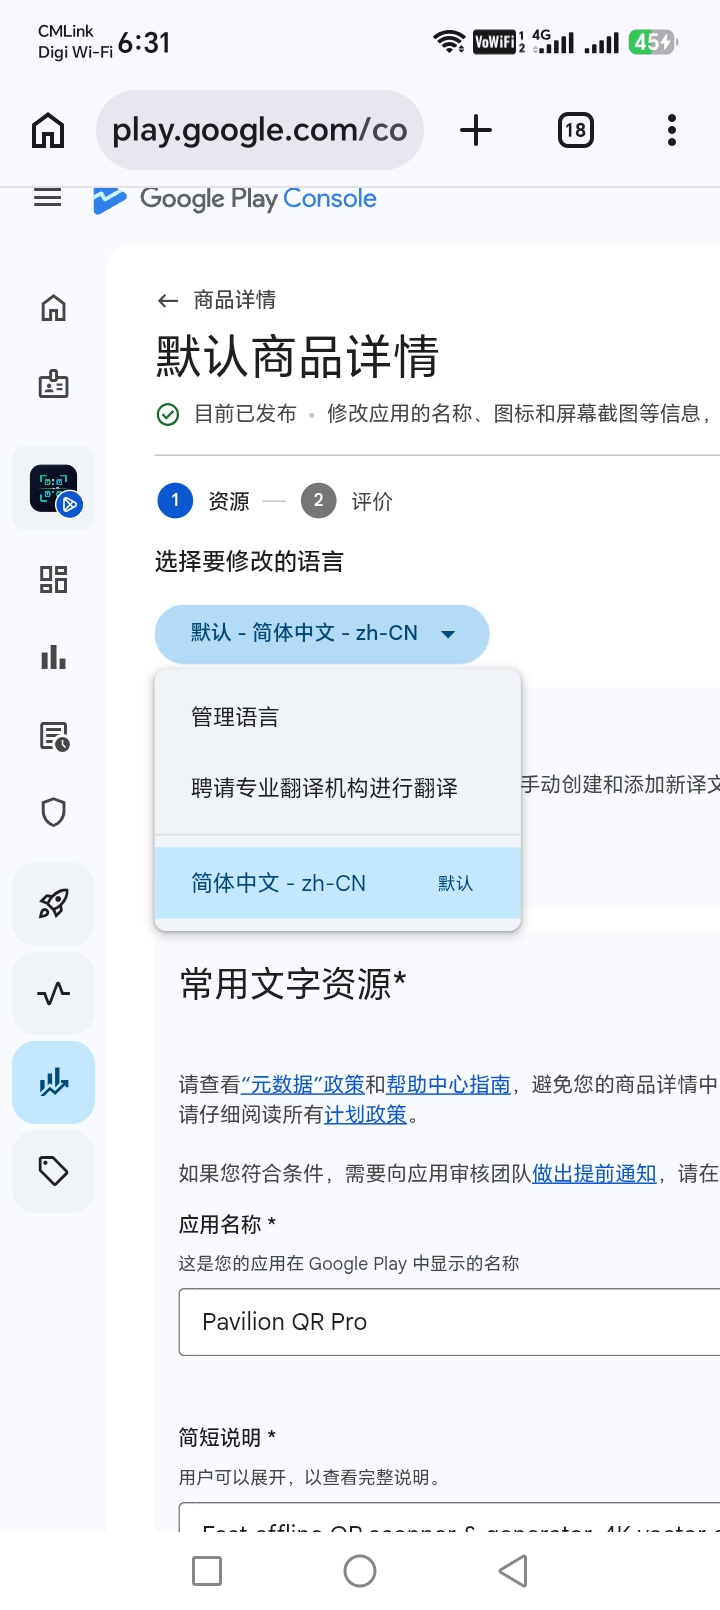 CMLink
Digi Wi-Fi
6:31
VoWiFi 1 2
4G
45
play.google.com/co
18
Google Play Console
商品详情
默认商品详情
目前已发布 • 修改应用的名称、图标和屏幕截图等信息，
1 资源 — 2 评价
选择要修改的语言
默认 - 简体中文 - zh-CN
管理语言
聘请专业翻译机构进行翻译
手动创建和添加新译文
简体中文 - zh-CN 默认
常用文字资源*
请查看“元数据”政策和帮助中心指南，避免您的商品详情中
请仔细阅读所有计划政策。
如果您符合条件，需要向应用审核团队做出提前通知，请在
应用名称 *
这是您的应用在 Google Play 中显示的名称
Pavilion QR Pro
简短说明 *
用户可以展开，以查看完整说明。
Fast offline QR scanner & generator. 4K vector